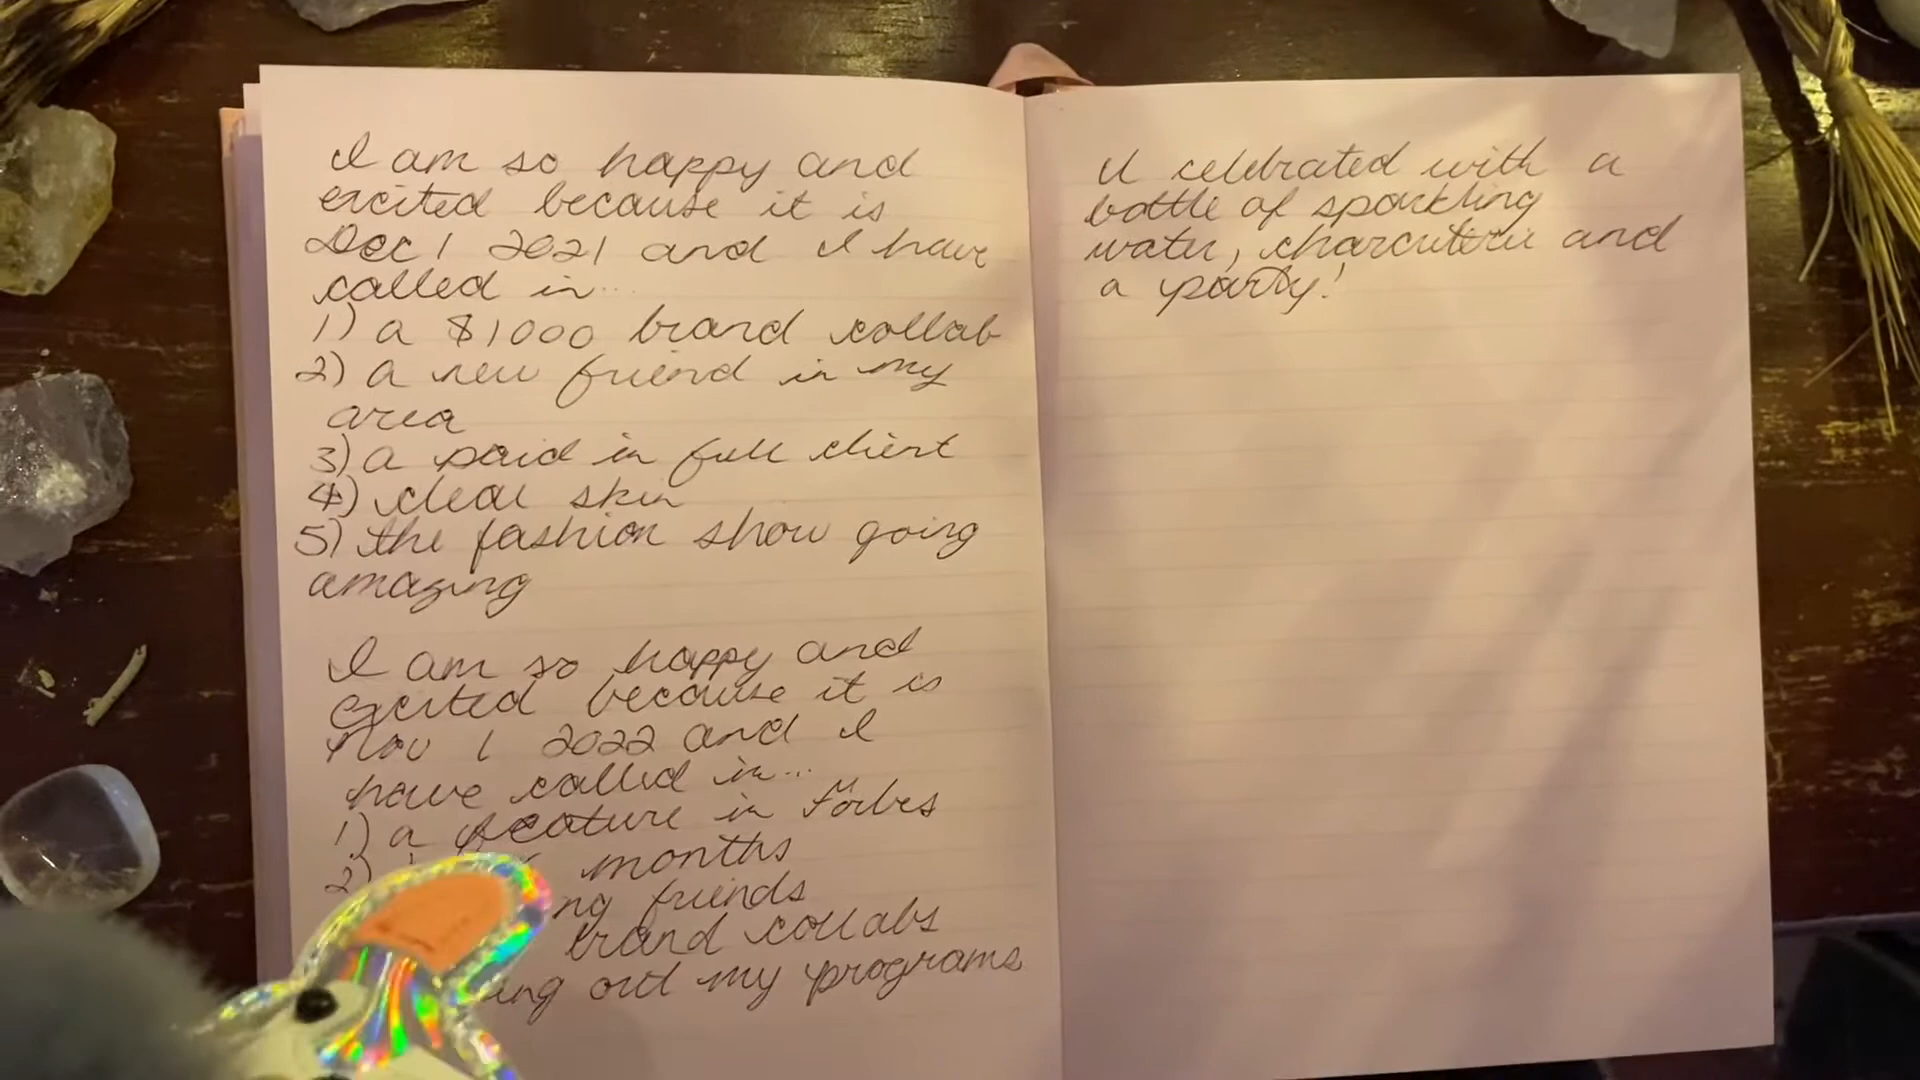 I am so happy and
excited because it is
Dec 1 2021 and I have
called in...
1) a $1000 brand collab
2) a new friend in my
area
3) a paid in full client
4) clear skin
5) the fashion show going
amazing
I am so happy and
excited because it is
Nov 1 2022 and I
have called in...
1) a feature in Forbes
2) months
friends
brand collabs
out my programs
I celebrated with a
bottle of sparkling
water, charcuterie and
a party!